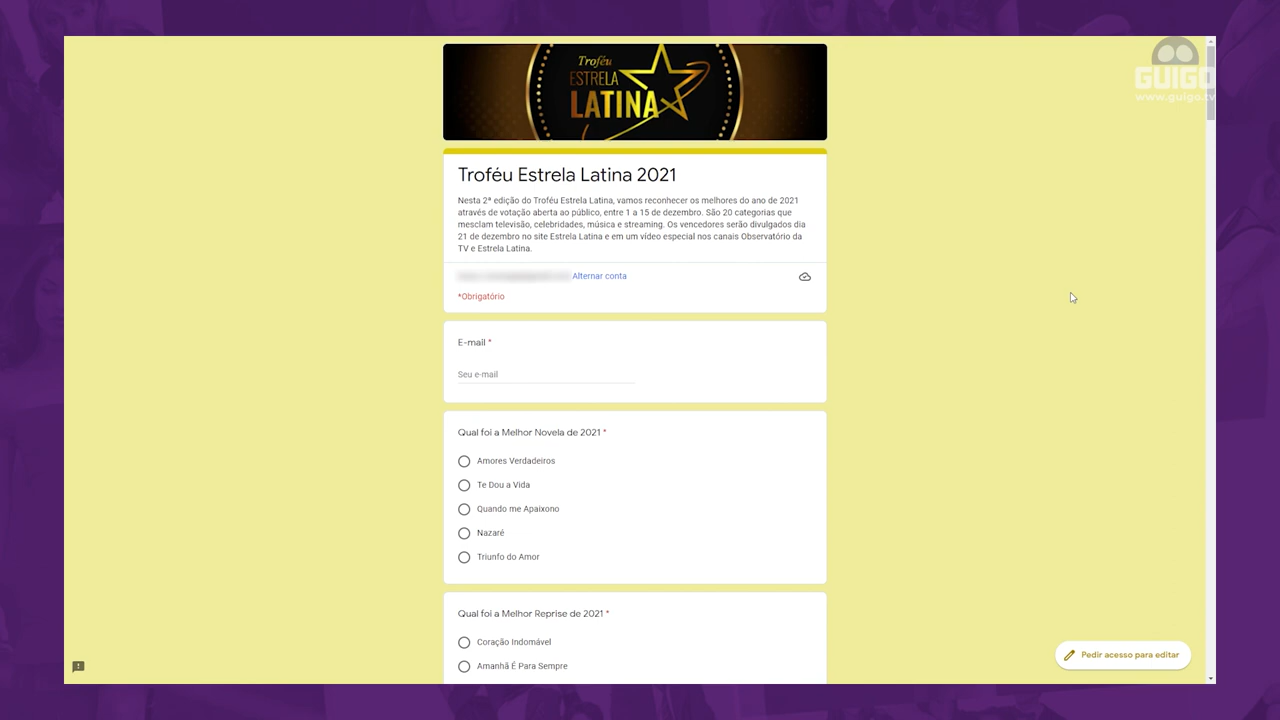 GUIGO
www.guigo.tv
Troféu
ESTRELA
LATINA
Troféu Estrela Latina 2021
Nesta 2ª edição do Troféu Estrela Latina, vamos reconhecer os melhores do ano de 2021
através de votação aberta ao público, entre 1 a 15 de dezembro. São 20 categorias que
mesclam televisão, celebridades, música e streaming. Os vencedores serão divulgados dia
21 de dezembro no site Estrela Latina e em um vídeo especial nos canais Observatório da
TV e Estrela Latina.
Alternar conta
*Obrigatório
E-mail *
Seu e-mail
Qual foi a Melhor Novela de 2021 *
Amores Verdadeiros
Te Dou a Vida
Quando me Apaixono
Nazaré
Triunfo do Amor
Qual foi a Melhor Reprise de 2021 *
Coração Indomável
Amanhã É Para Sempre
Pedir acesso para editar